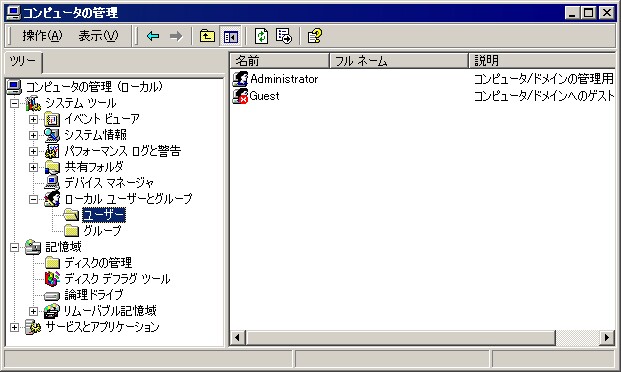 コンピュータの管理
操作(A) 表示(V)
ツリー
コンピュータの管理 (ローカル)
システム ツール
イベント ビューア
システム情報
パフォーマンス ログと警告
共有フォルダ
デバイス マネージャ
ローカル ユーザーとグループ
ユーザー
グループ
記憶域
ディスクの管理
ディスク デフラグ ツール
論理ドライブ
リムーバブル記憶域
サービスとアプリケーション
名前 フル ネーム 説明
Administrator コンピュータ/ドメインの管理用
Guest コンピュータ/ドメインへのゲスト